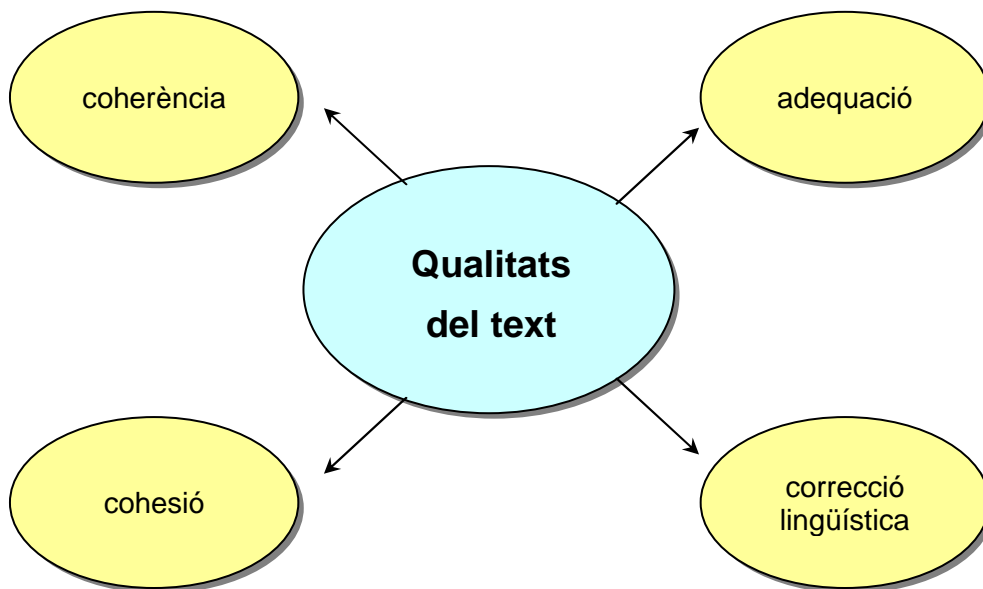 coherència
adequació
Qualitats
del text
cohesió
correcció
lingüística